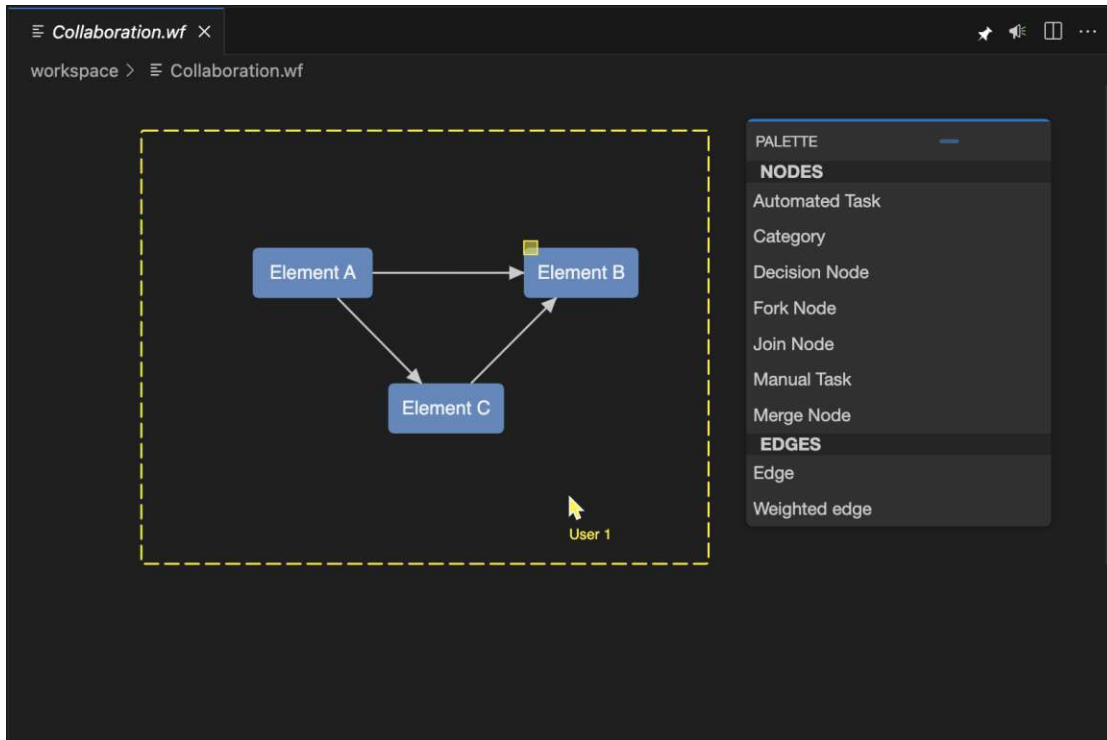 Collaboration.wf
workspace > Collaboration.wf
Element A
Element B
Element C
User 1
PALETTE
NODES
Automated Task
Category
Decision Node
Fork Node
Join Node
Manual Task
Merge Node
EDGES
Edge
Weighted edge